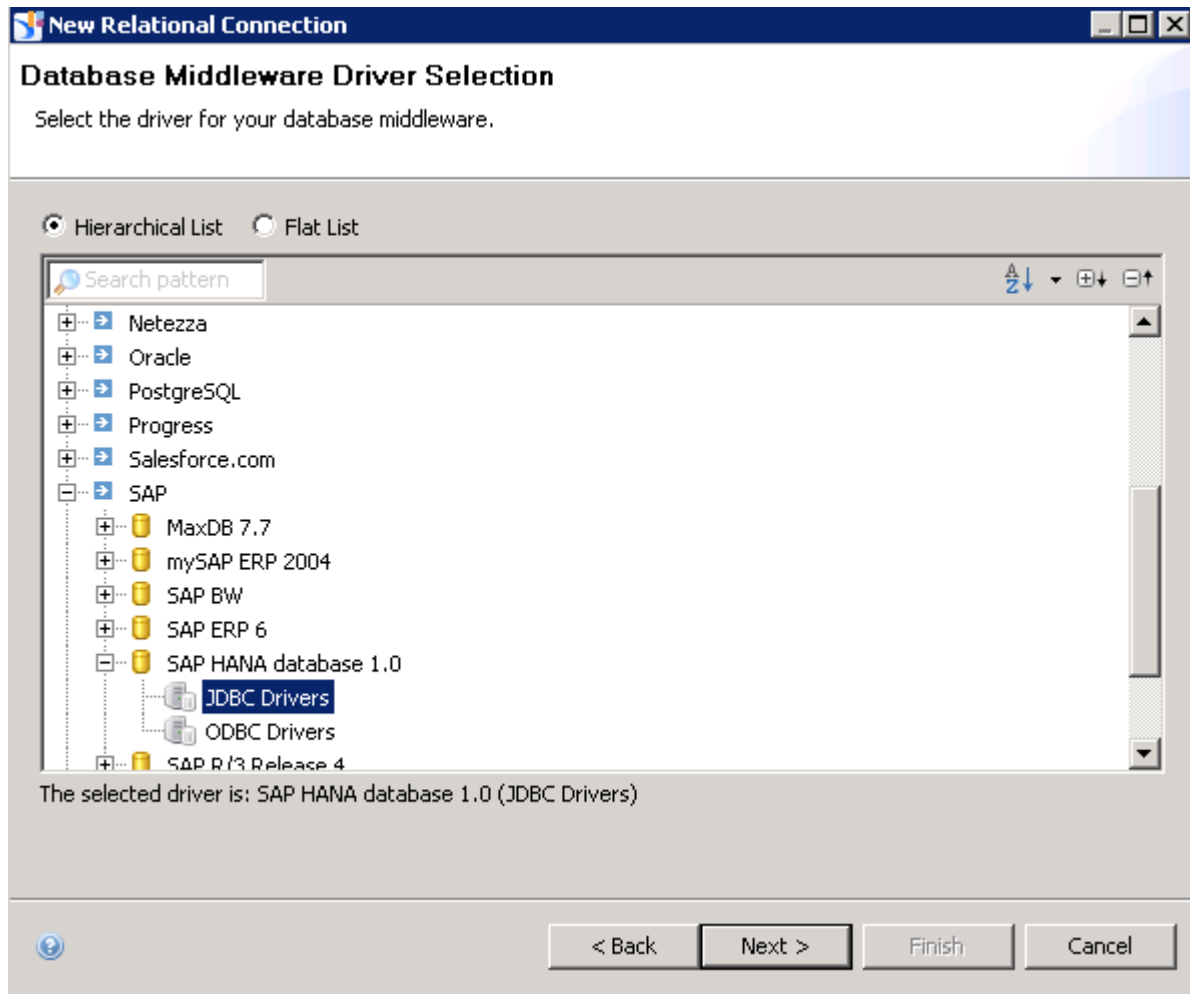 New Relational Connection
Database Middleware Driver Selection
Select the driver for your database middleware.
Hierarchical List Flat List
Search pattern
Netezza
Oracle
PostgreSQL
Progress
Salesforce.com
SAP
MaxDB 7.7
mySAP ERP 2004
SAP BW
SAP ERP 6
SAP HANA database 1.0
JDBC Drivers
ODBC Drivers
SAP R/3 Release 4
The selected driver is: SAP HANA database 1.0 (JDBC Drivers)
< Back Next > Finish Cancel